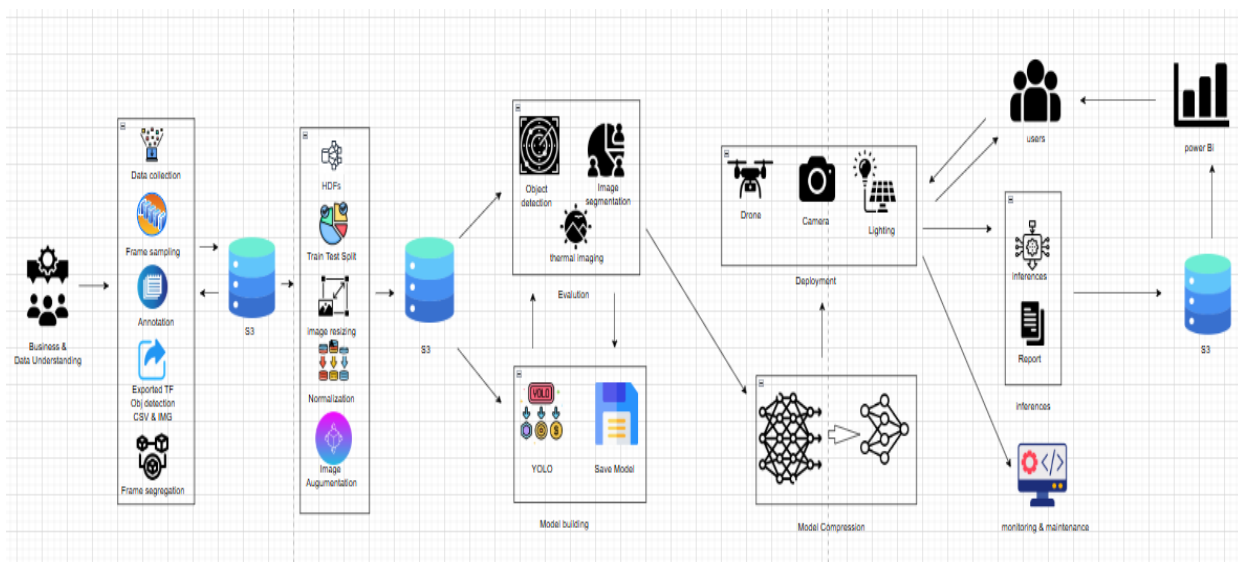 Business &
Data Understanding
Data collection
Frame sampling
Annotation
Exported TF
Obj detection
CSV & IMG
Frame segregation
S3
HDFs
Train Test Split
Image resizing
Normalization
Image
Augumentation
S3
Object
detection
Image
segmentation
thermal imaging
Evalution
YOLO
YOLO
Save Model
Model building
Drone
Camera
Lighting
Deployment
Model Compression
users
power BI
inferences
Report
inferences
S3
monitoring & maintenance